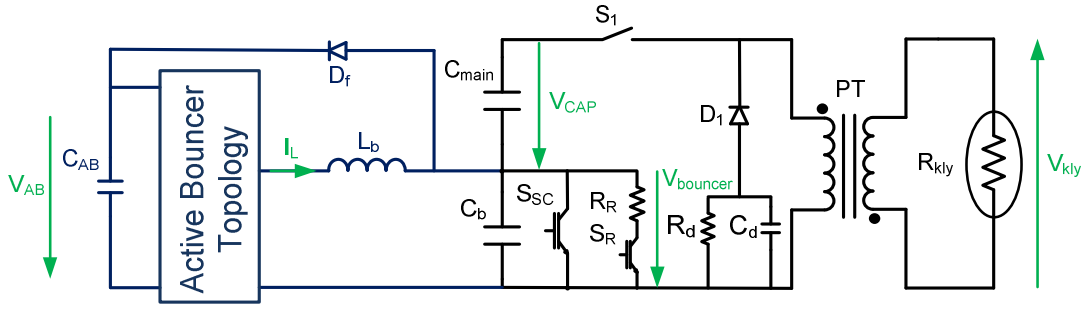 S1
Df
Cmain
VCAP
D1
PT
CAB
VAB
Active Bouncer
Topology
IL
Lb
Rkly
Vkly
Cb
SSC
RR
SR
Vbouncer
Rd
Cd